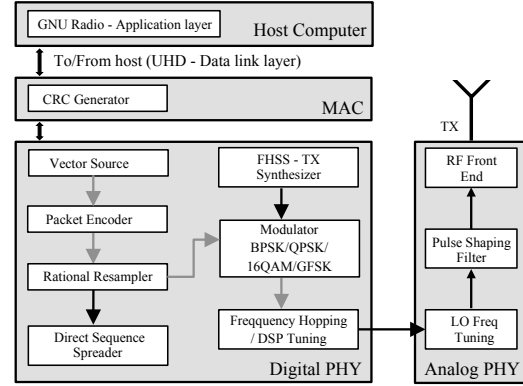 GNU Radio - Application layer
Host Computer
To/From host (UHD - Data link layer)
CRC Generator
MAC
Vector Source
Packet Encoder
Rational Resampler
Direct Sequence
Spreader
FHSS - TX
Synthesizer
Modulator
BPSK/QPSK/
16QAM/GFSK
Freqquency Hopping
/ DSP Tuning
Digital PHY
TX
RF Front
End
Pulse Shaping
Filter
LO Freq
Tuning
Analog PHY